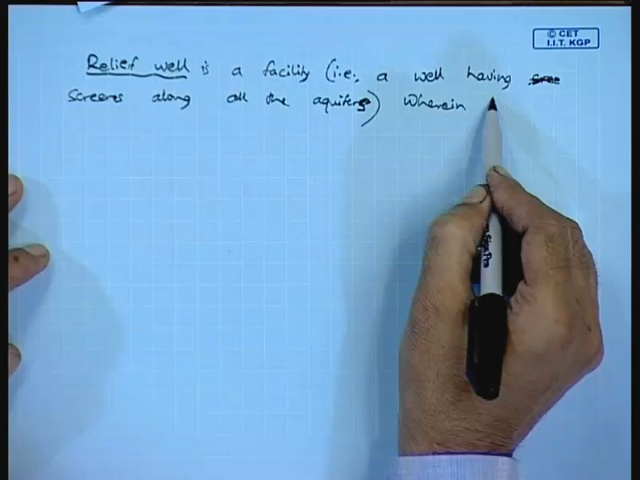 © CET
I.I.T. KGP
Relief well is a facility (i.e., a well having
screens along all the aquifers) Wherein